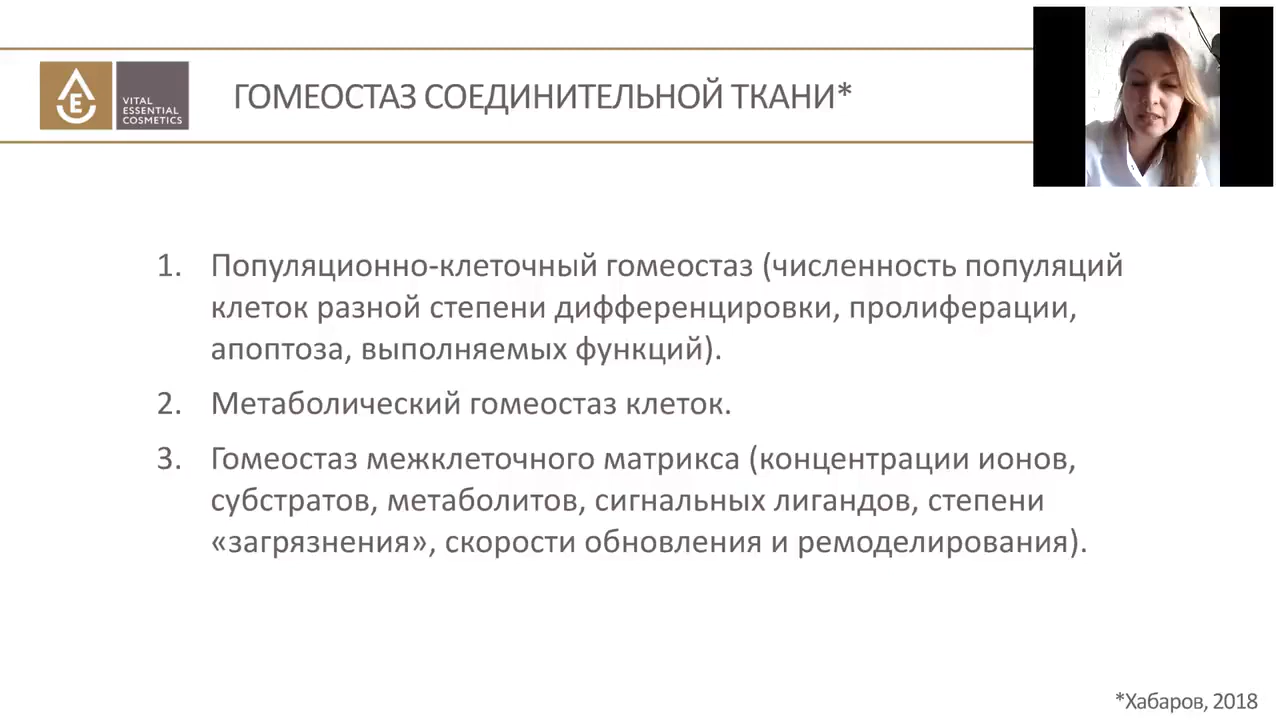 VITAL
ESSENTIAL
COSMETICS
ГОМЕОСТАЗ СОЕДИНИТЕЛЬНОЙ ТКАНИ*
1. Популяционно-клеточный гомеостаз (численность популяций
клеток разной степени дифференцировки, пролиферации,
апоптоза, выполняемых функций).
2. Метаболический гомеостаз клеток.
3. Гомеостаз межклеточного матрикса (концентрации ионов,
субстратов, метаболитов, сигнальных лигандов, степени
«загрязнения», скорости обновления и ремоделирования).
*Хабаров, 2018